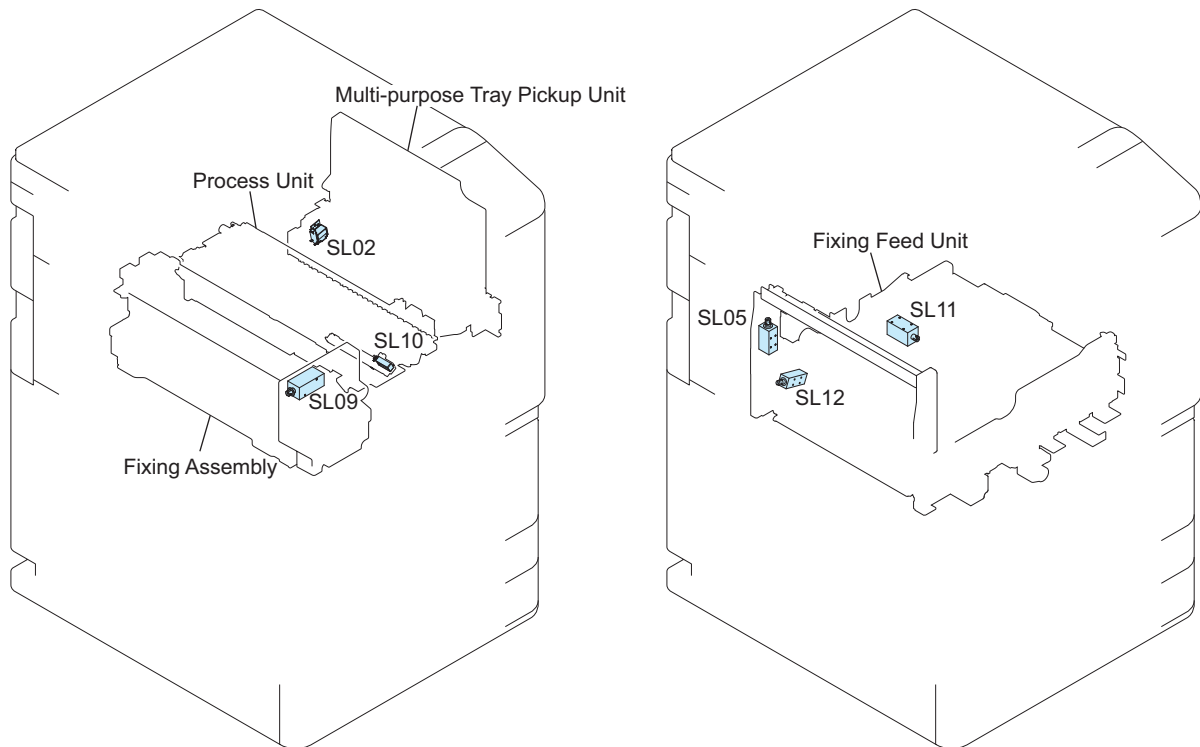 Multi-purpose Tray Pickup Unit
Process Unit
SL02
SL10
SL09
Fixing Assembly
Fixing Feed Unit
SL05
SL11
SL12